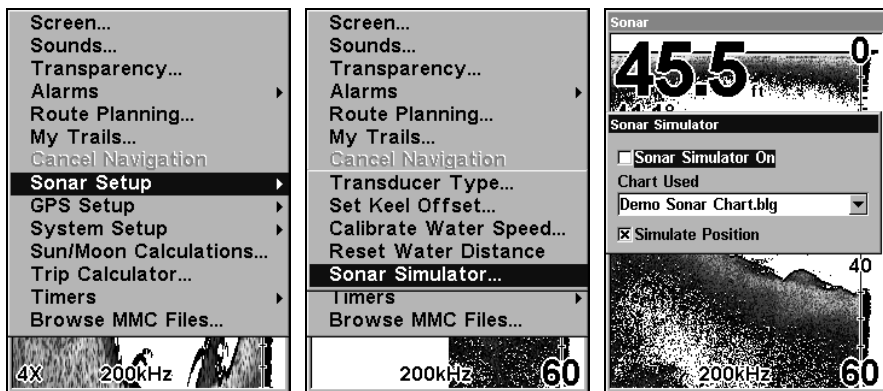 Screen...
Sounds...
Transparency...
Alarms
Route Planning...
My Trails...
Cancel Navigation
Sonar Setup
GPS Setup
System Setup
Sun/Moon Calculations...
Trip Calculator...
Timers
Browse MMC Files...
4X 200kHz
Screen...
Sounds...
Transparency...
Alarms
Route Planning...
My Trails...
Cancel Navigation
Transducer Type...
Set Keel Offset...
Calibrate Water Speed...
Reset Water Distance
Sonar Simulator...
Timers
Browse MMC Files...
200kHz 60
Sonar
45.5 ft 0
Sonar Simulator
Sonar Simulator On
Chart Used
Demo Sonar Chart.blg
Simulate Position
40
200kHz 60